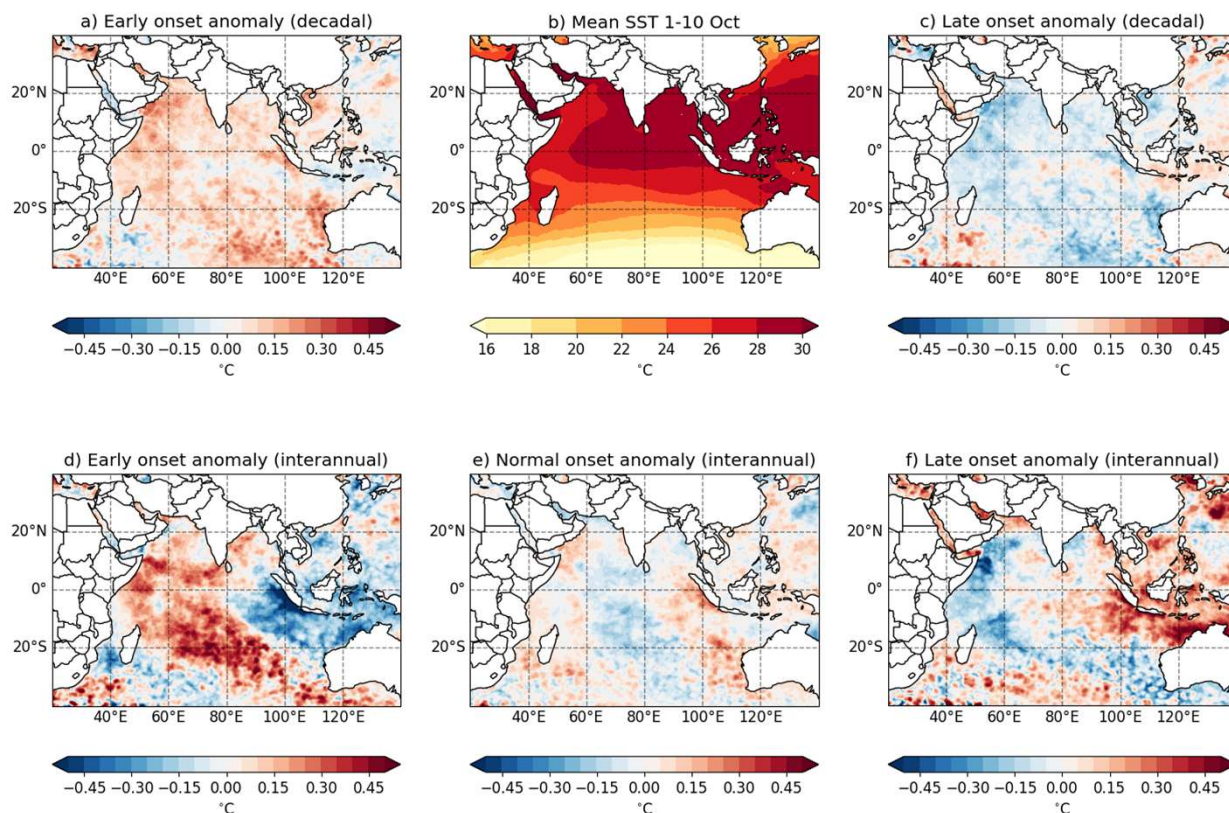 a) Early onset anomaly (decadal)
b) Mean SST 1-10 Oct
c) Late onset anomaly (decadal)
20°N
0°
20°S
40°E 60°E 80°E 100°E 120°E
40°E 60°E 80°E 100°E 120°E
20°N
0°
20°S
40°E 60°E 80°E 100°E 120°E
−0.45 −0.30 −0.15 0.00 0.15 0.30 0.45
°C
16 18 20 22 24 26 28 30
°C
−0.45 −0.30 −0.15 0.00 0.15 0.30 0.45
°C
d) Early onset anomaly (interannual)
e) Normal onset anomaly (interannual)
f) Late onset anomaly (interannual)
20°N
0°
20°S
40°E 60°E 80°E 100°E 120°E
40°E 60°E 80°E 100°E 120°E
20°N
0°
20°S
40°E 60°E 80°E 100°E 120°E
−0.45 −0.30 −0.15 0.00 0.15 0.30 0.45
°C
−0.45 −0.30 −0.15 0.00 0.15 0.30 0.45
°C
−0.45 −0.30 −0.15 0.00 0.15 0.30 0.45
°C